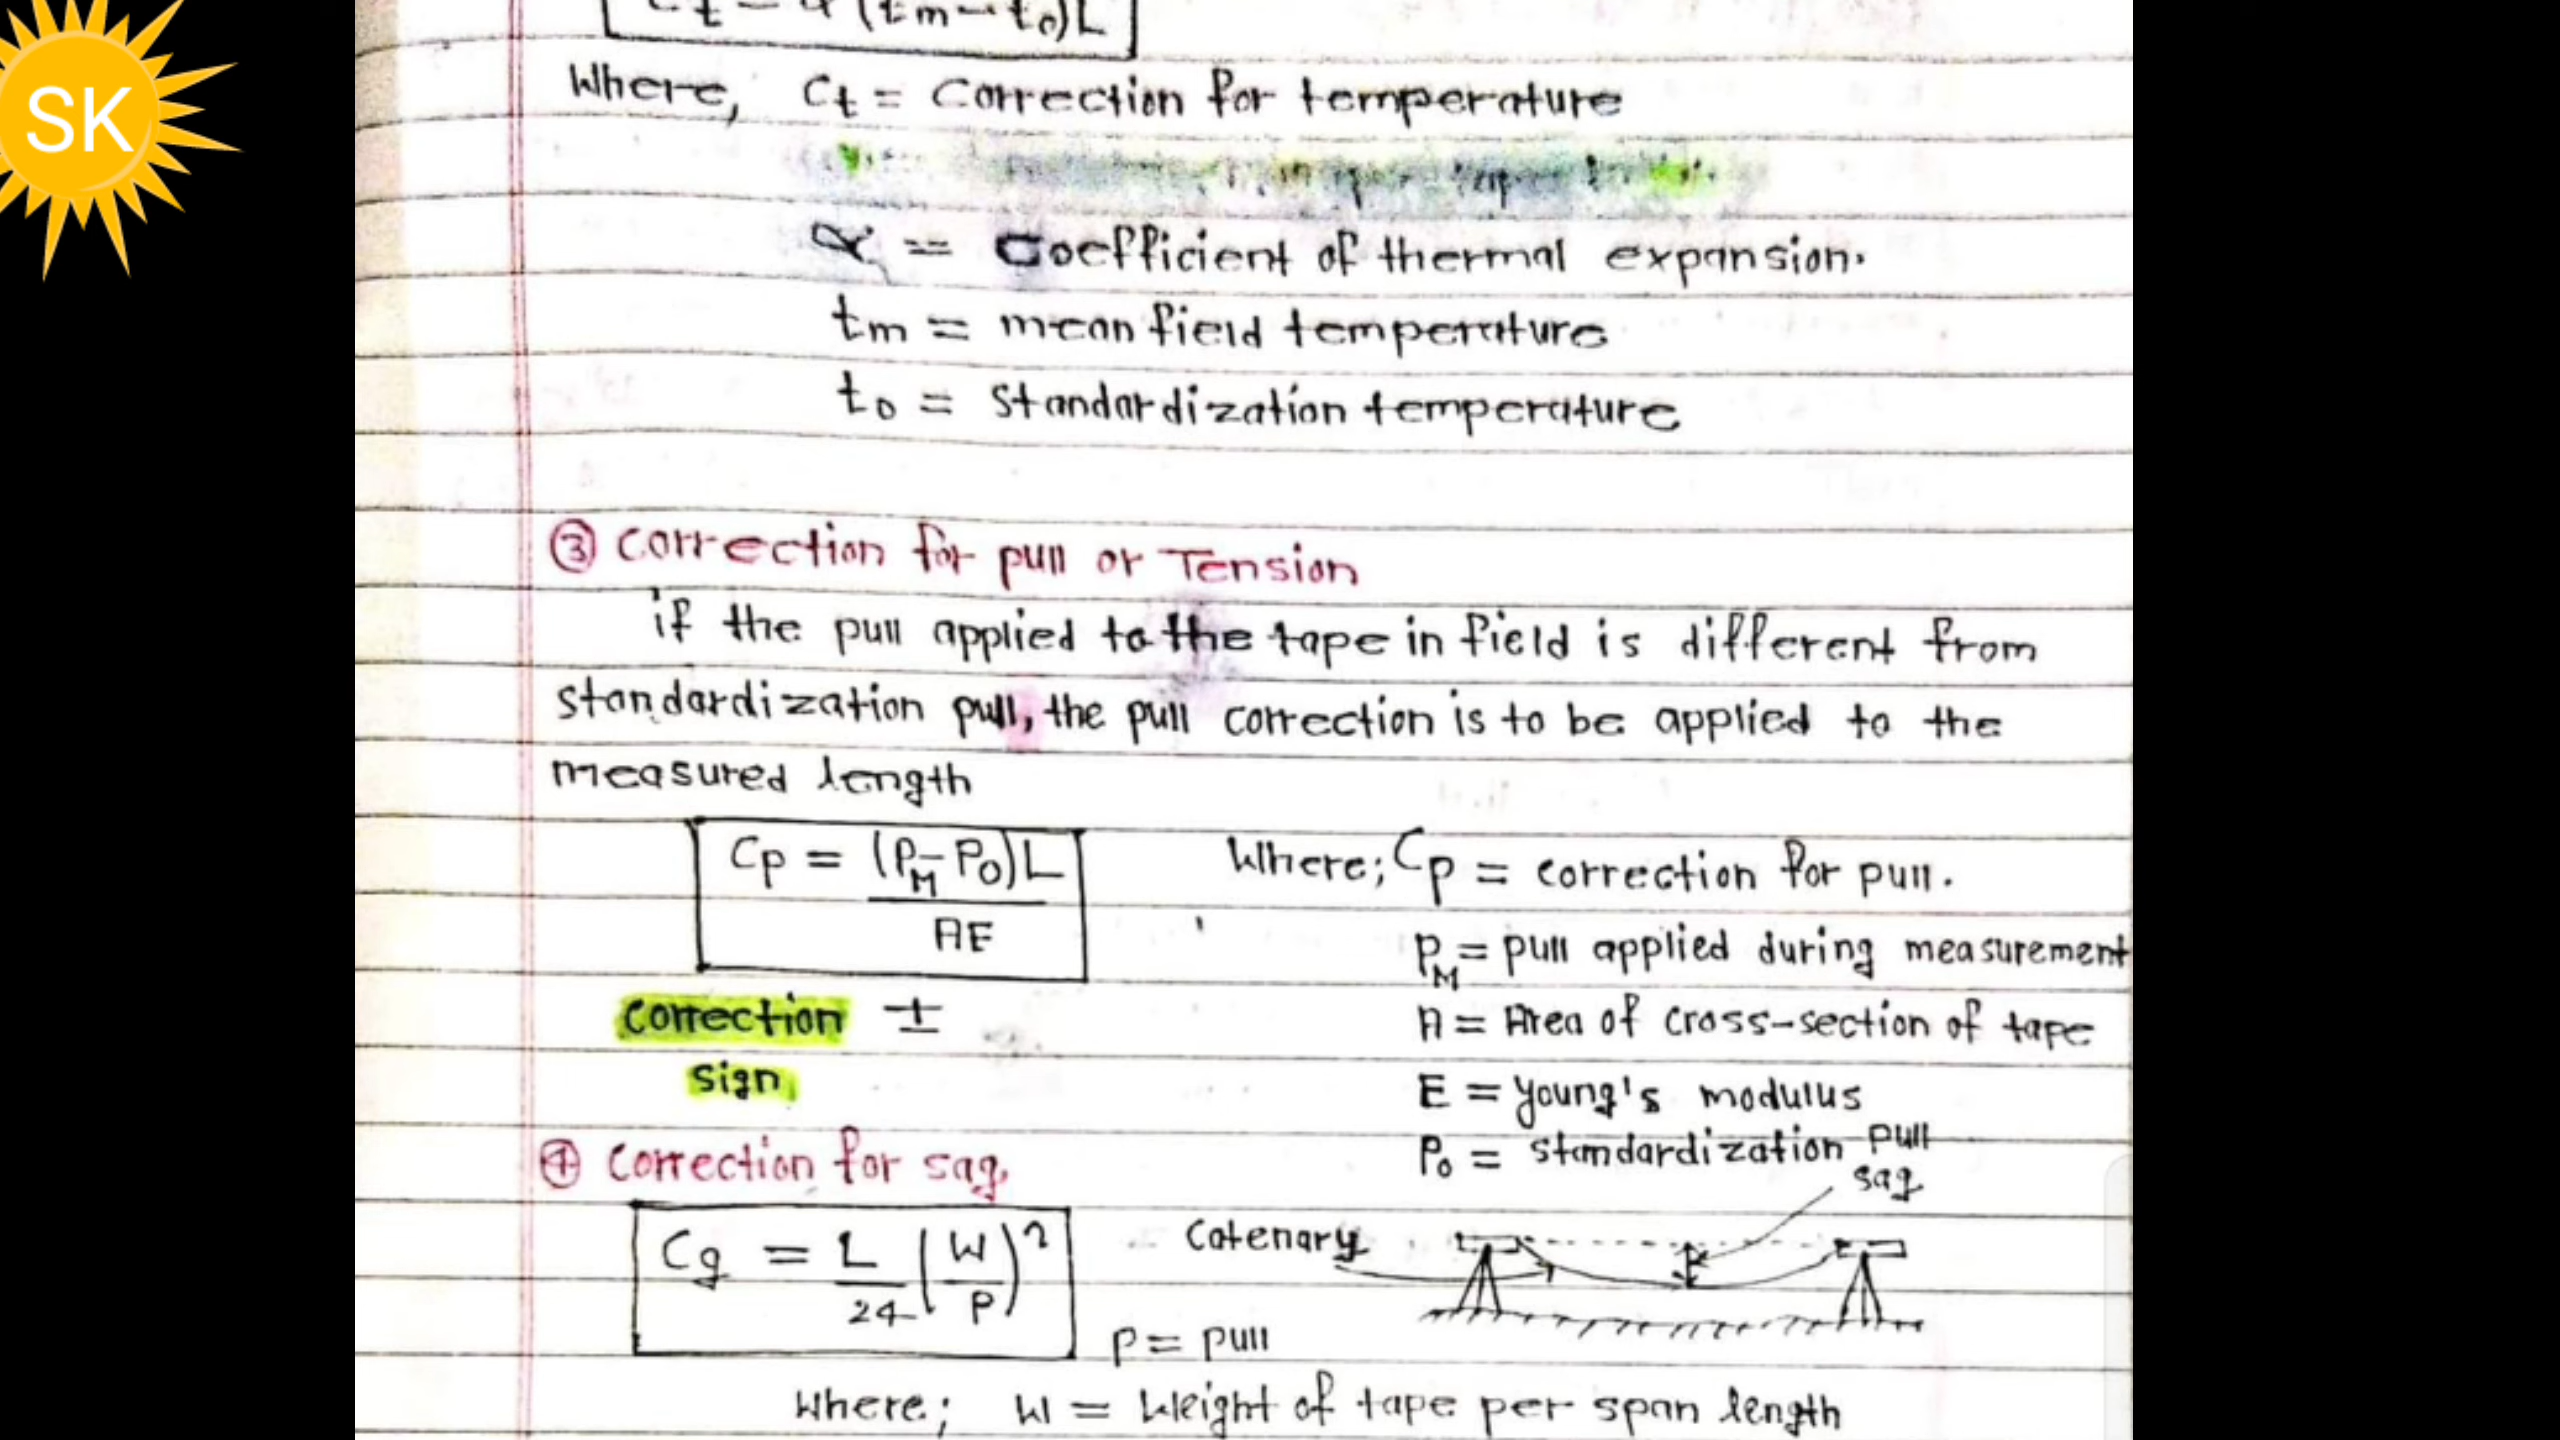 SK
Ct = α (tm - to)L
Where, Ct = Correction for temperature
α = Coefficient of thermal expansion.
tm = mean field temperature
to = Standardization temperature
③ Correction for pull or Tension
if the pull applied to the tape in field is different from
standardization pull, the pull correction is to be applied to the
measured length
Cp = (PM - Po)L
AE
Where; Cp = correction for pull.
PM = pull applied during measurement
A = Area of cross-section of tape
E = Young's modulus
Po = standardization pull
correction ±
sign
④ Correction for sag.
sag
Cg = L/24 (W/P)²
Catenary
P = pull
Where; W = Weight of tape per span length